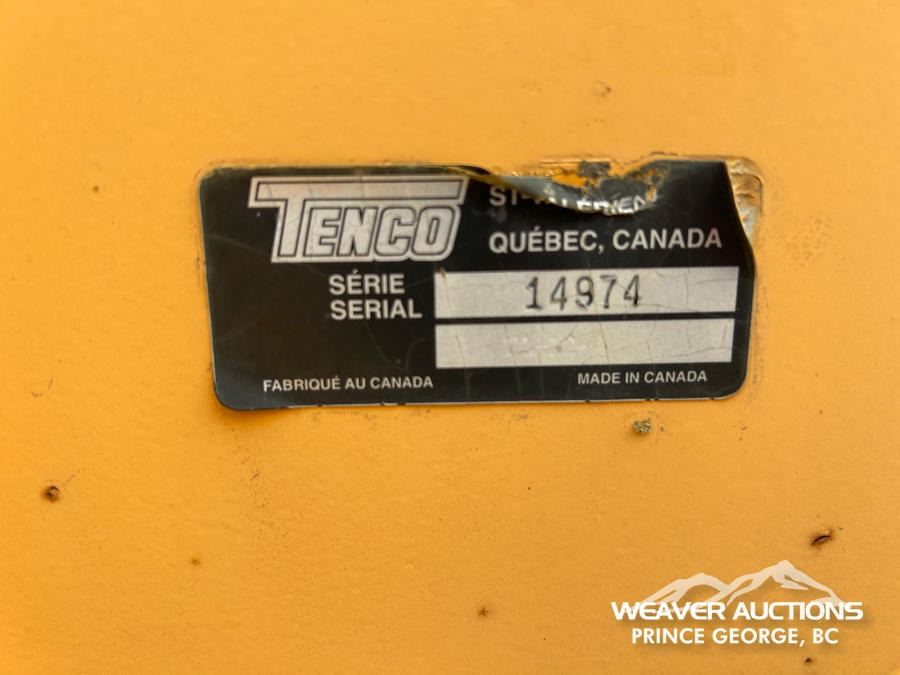 TENCO
QUÉBEC, CANADA
SÉRIE
SERIAL
14974
FABRIQUÉ AU CANADA
MADE IN CANADA
WEAVER AUCTIONS
PRINCE GEORGE, BC